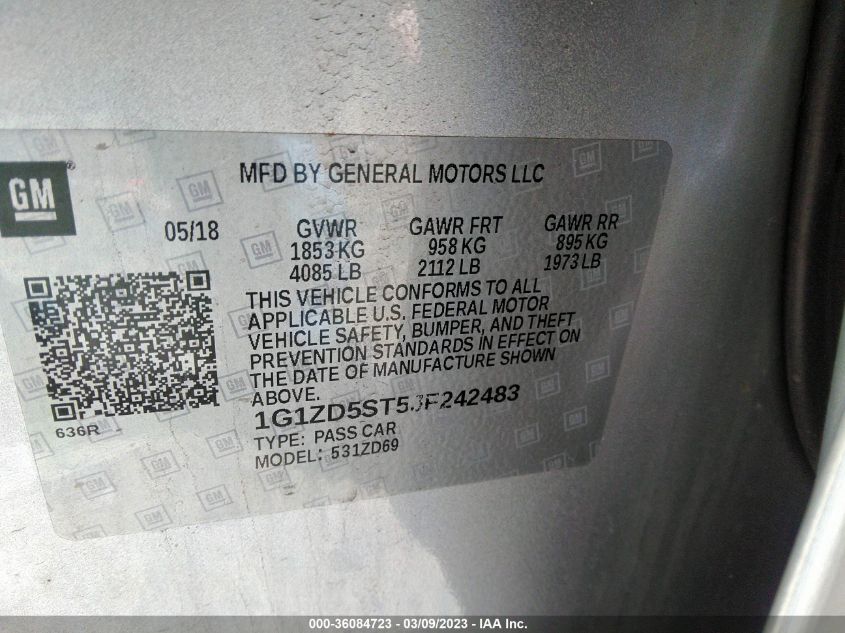 GM
MFD BY GENERAL MOTORS LLC
05/18 GVWR GAWR FRT GAWR RR
1853 KG 958 KG 895 KG
4085 LB 2112 LB 1973 LB
THIS VEHICLE CONFORMS TO ALL
APPLICABLE U.S. FEDERAL MOTOR
VEHICLE SAFETY, BUMPER, AND THEFT
PREVENTION STANDARDS IN EFFECT ON
THE DATE OF MANUFACTURE SHOWN
ABOVE.
1G1ZD5ST5JF242483
636R
TYPE: PASS CAR
MODEL: 531ZD69
000-36084723 - 03/09/2023 - IAA Inc.